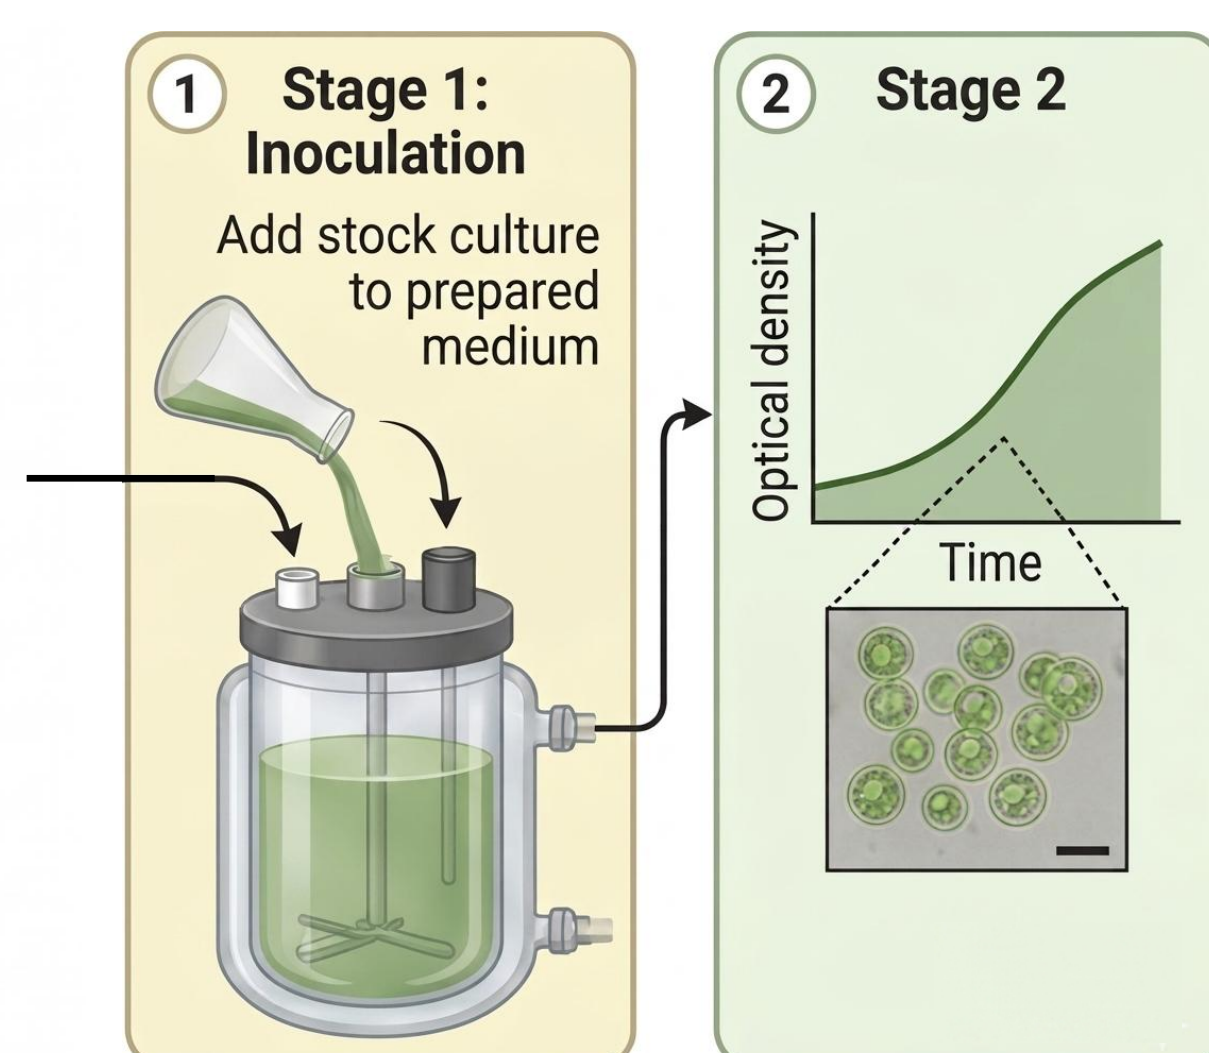 1
Stage 1:
Inoculation
Add stock culture
to prepared
medium
2
Stage 2
Optical density
Time